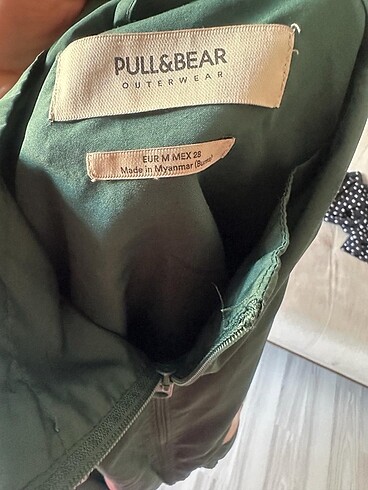 PULL&BEAR
OUTERWEAR
EUR M MEX 28
Made in Myanmar (Burma)